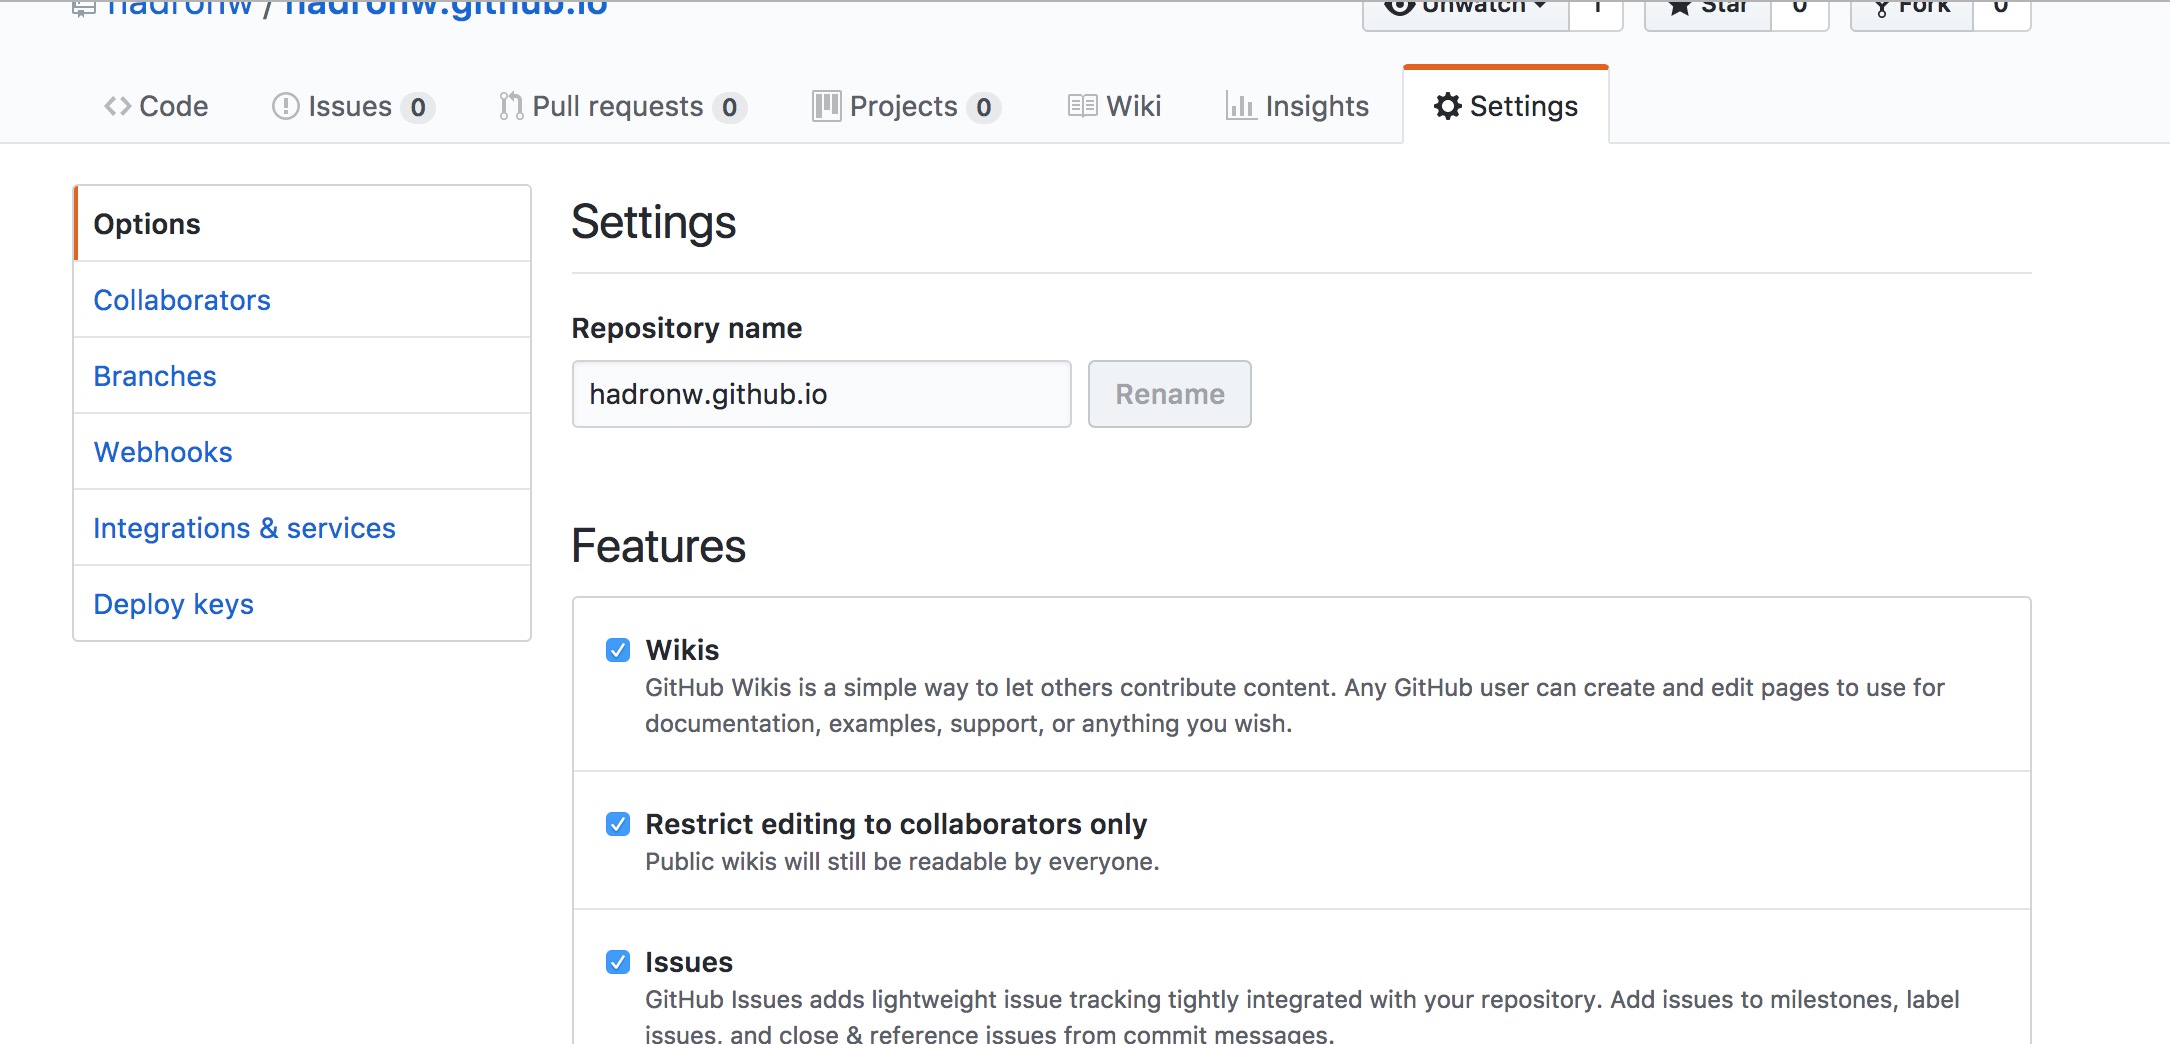 hadronw / hadronw.github.io
Unwatch 1 Star 0 Fork 0
Code Issues 0 Pull requests 0 Projects 0 Wiki Insights Settings
Options
Collaborators
Branches
Webhooks
Integrations & services
Deploy keys
Settings
Repository name
hadronw.github.io Rename
Features
Wikis
GitHub Wikis is a simple way to let others contribute content. Any GitHub user can create and edit pages to use for
documentation, examples, support, or anything you wish.
Restrict editing to collaborators only
Public wikis will still be readable by everyone.
Issues
GitHub Issues adds lightweight issue tracking tightly integrated with your repository. Add issues to milestones, label
issues, and close & reference issues from commit messages.